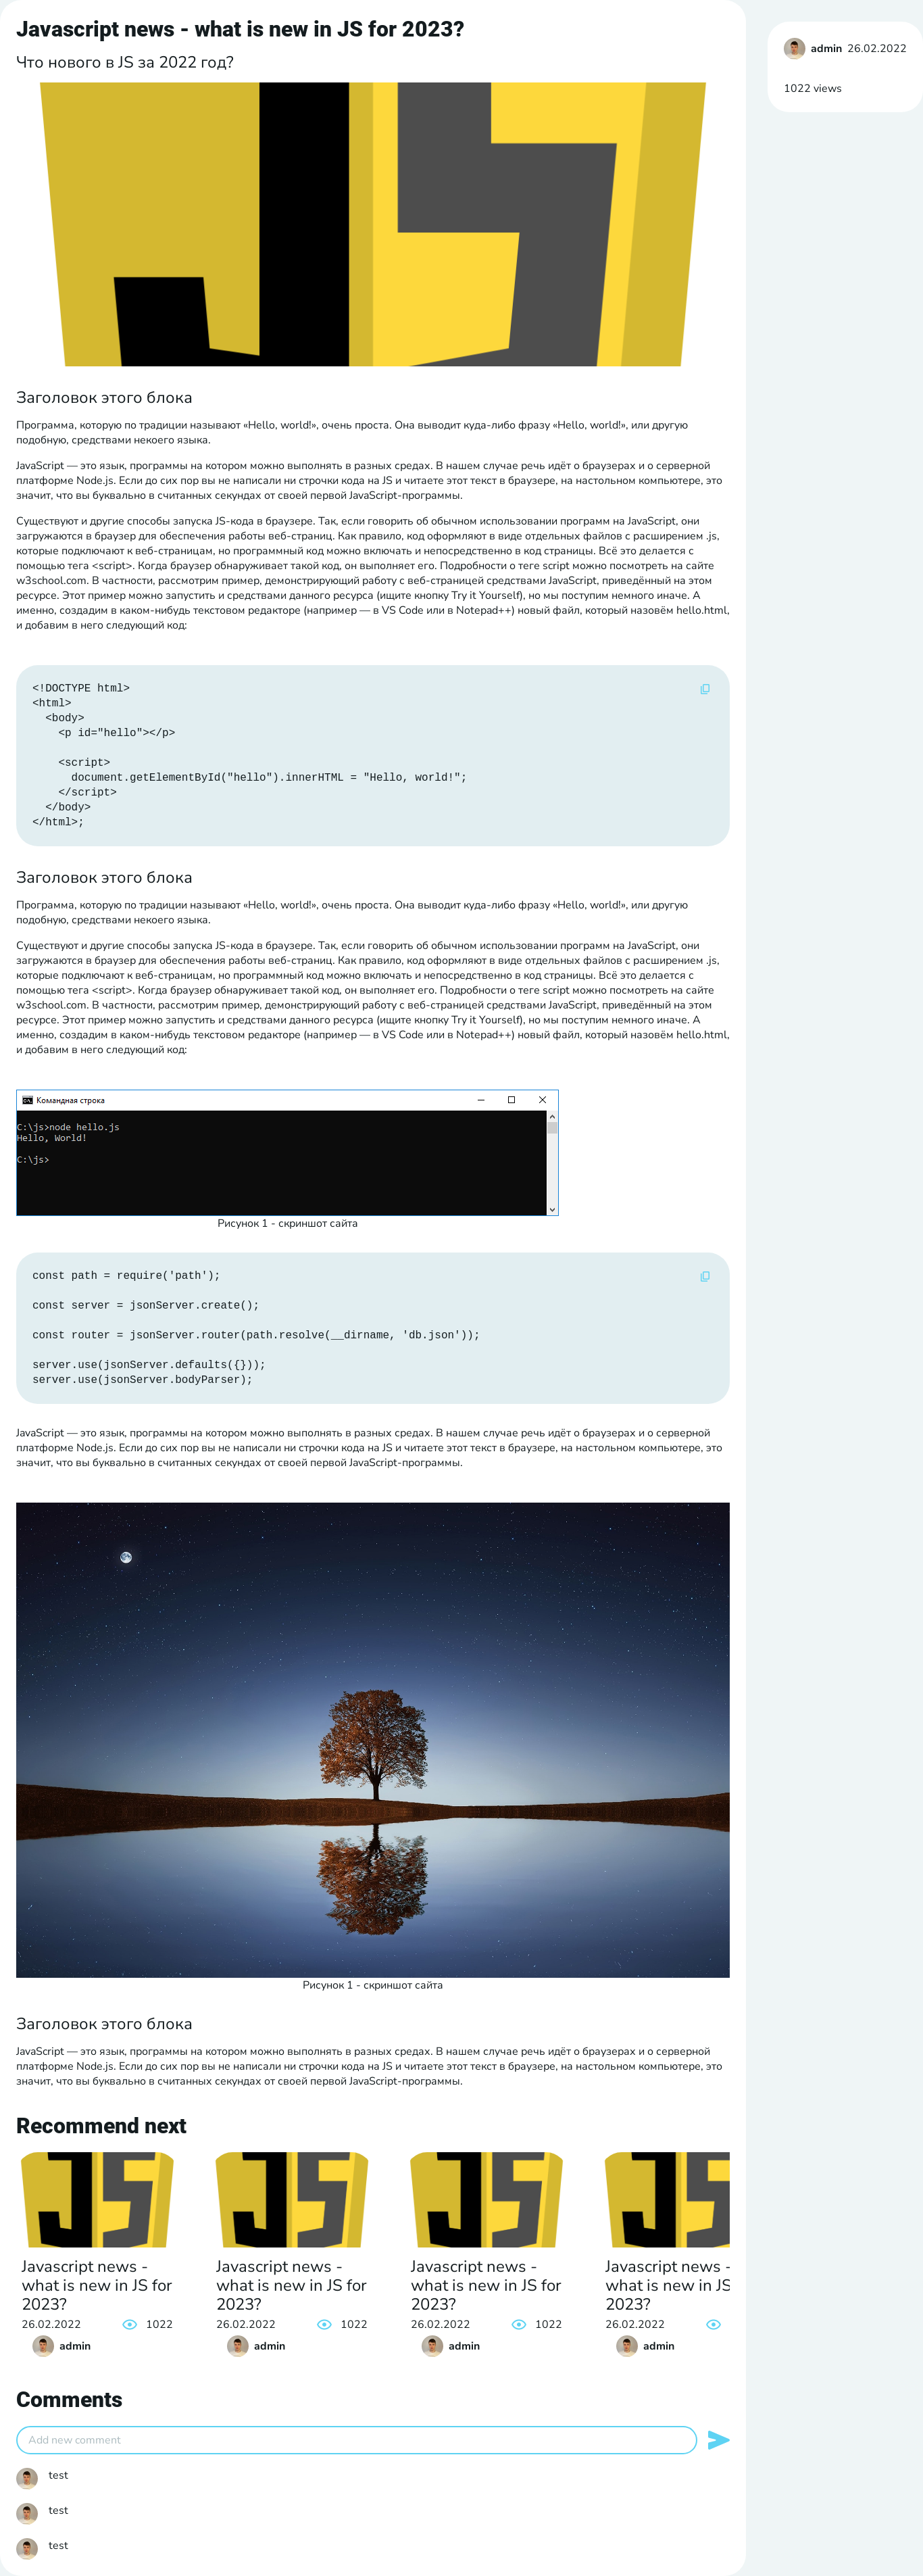 Javascript news - what is new in JS for 2023?
Что нового в JS за 2022 год?
JS
Заголовок этого блока
Программа, которую по традиции называют «Hello, world!», очень проста. Она выводит куда-либо фразу «Hello, world!», или другую
подобную, средствами некоего языка.
JavaScript — это язык, программы на котором можно выполнять в разных средах. В нашем случае речь идёт о браузерах и о серверной
платформе Node.js. Если до сих пор вы не написали ни строчки кода на JS и читаете этот текст в браузере, на настольном компьютере, это
значит, что вы буквально в считанных секундах от своей первой JavaScript-программы.
Существуют и другие способы запуска JS-кода в браузере. Так, если говорить об обычном использовании программ на JavaScript, они
загружаются в браузер для обеспечения работы веб-страниц. Как правило, код оформляют в виде отдельных файлов с расширением .js,
которые подключают к веб-страницам, но программный код можно включать и непосредственно в код страницы. Всё это делается с
помощью тега <script>. Когда браузер обнаруживает такой код, он выполняет его. Подробности о теге script можно посмотреть на сайте
w3school.com. В частности, рассмотрим пример, демонстрирующий работу с веб-страницей средствами JavaScript, приведённый на этом
ресурсе. Этот пример можно запустить и средствами данного ресурса (ищите кнопку Try it Yourself), но мы поступим немного иначе. А
именно, создадим в каком-нибудь текстовом редакторе (например — в VS Code или в Notepad++) новый файл, который назовём hello.html,
и добавим в него следующий код:
<!DOCTYPE html>
<html>
  <body>
    <p id="hello"></p>
    <script>
      document.getElementById("hello").innerHTML = "Hello, world!";
    </script>
  </body>
</html>;
Заголовок этого блока
Программа, которую по традиции называют «Hello, world!», очень проста. Она выводит куда-либо фразу «Hello, world!», или другую
подобную, средствами некоего языка.
Существуют и другие способы запуска JS-кода в браузере. Так, если говорить об обычном использовании программ на JavaScript, они
загружаются в браузер для обеспечения работы веб-страниц. Как правило, код оформляют в виде отдельных файлов с расширением .js,
которые подключают к веб-страницам, но программный код можно включать и непосредственно в код страницы. Всё это делается с
помощью тега <script>. Когда браузер обнаруживает такой код, он выполняет его. Подробности о теге script можно посмотреть на сайте
w3school.com. В частности, рассмотрим пример, демонстрирующий работу с веб-страницей средствами JavaScript, приведённый на этом
ресурсе. Этот пример можно запустить и средствами данного ресурса (ищите кнопку Try it Yourself), но мы поступим немного иначе. А
именно, создадим в каком-нибудь текстовом редакторе (например — в VS Code или в Notepad++) новый файл, который назовём hello.html,
и добавим в него следующий код:
Командная строка
C:\js>node hello.js
Hello, World!
C:\js>
Рисунок 1 - скриншот сайта
const path = require('path');
const server = jsonServer.create();
const router = jsonServer.router(path.resolve(__dirname, 'db.json'));
server.use(jsonServer.defaults({}));
server.use(jsonServer.bodyParser);
JavaScript — это язык, программы на котором можно выполнять в разных средах. В нашем случае речь идёт о браузерах и о серверной
платформе Node.js. Если до сих пор вы не написали ни строчки кода на JS и читаете этот текст в браузере, на настольном компьютере, это
значит, что вы буквально в считанных секундах от своей первой JavaScript-программы.
Рисунок 1 - скриншот сайта
Заголовок этого блока
JavaScript — это язык, программы на котором можно выполнять в разных средах. В нашем случае речь идёт о браузерах и о серверной
платформе Node.js. Если до сих пор вы не написали ни строчки кода на JS и читаете этот текст в браузере, на настольном компьютере, это
значит, что вы буквально в считанных секундах от своей первой JavaScript-программы.
Recommend next
JS
Javascript news -
what is new in JS for
2023?
26.02.2022 1022
admin
JS
Javascript news -
what is new in JS for
2023?
26.02.2022 1022
admin
JS
Javascript news -
what is new in JS for
2023?
26.02.2022 1022
admin
JS
Javascript news -
what is new in JS
2023?
26.02.2022
admin
Comments
Add new comment
test
test
test
admin 26.02.2022
1022 views